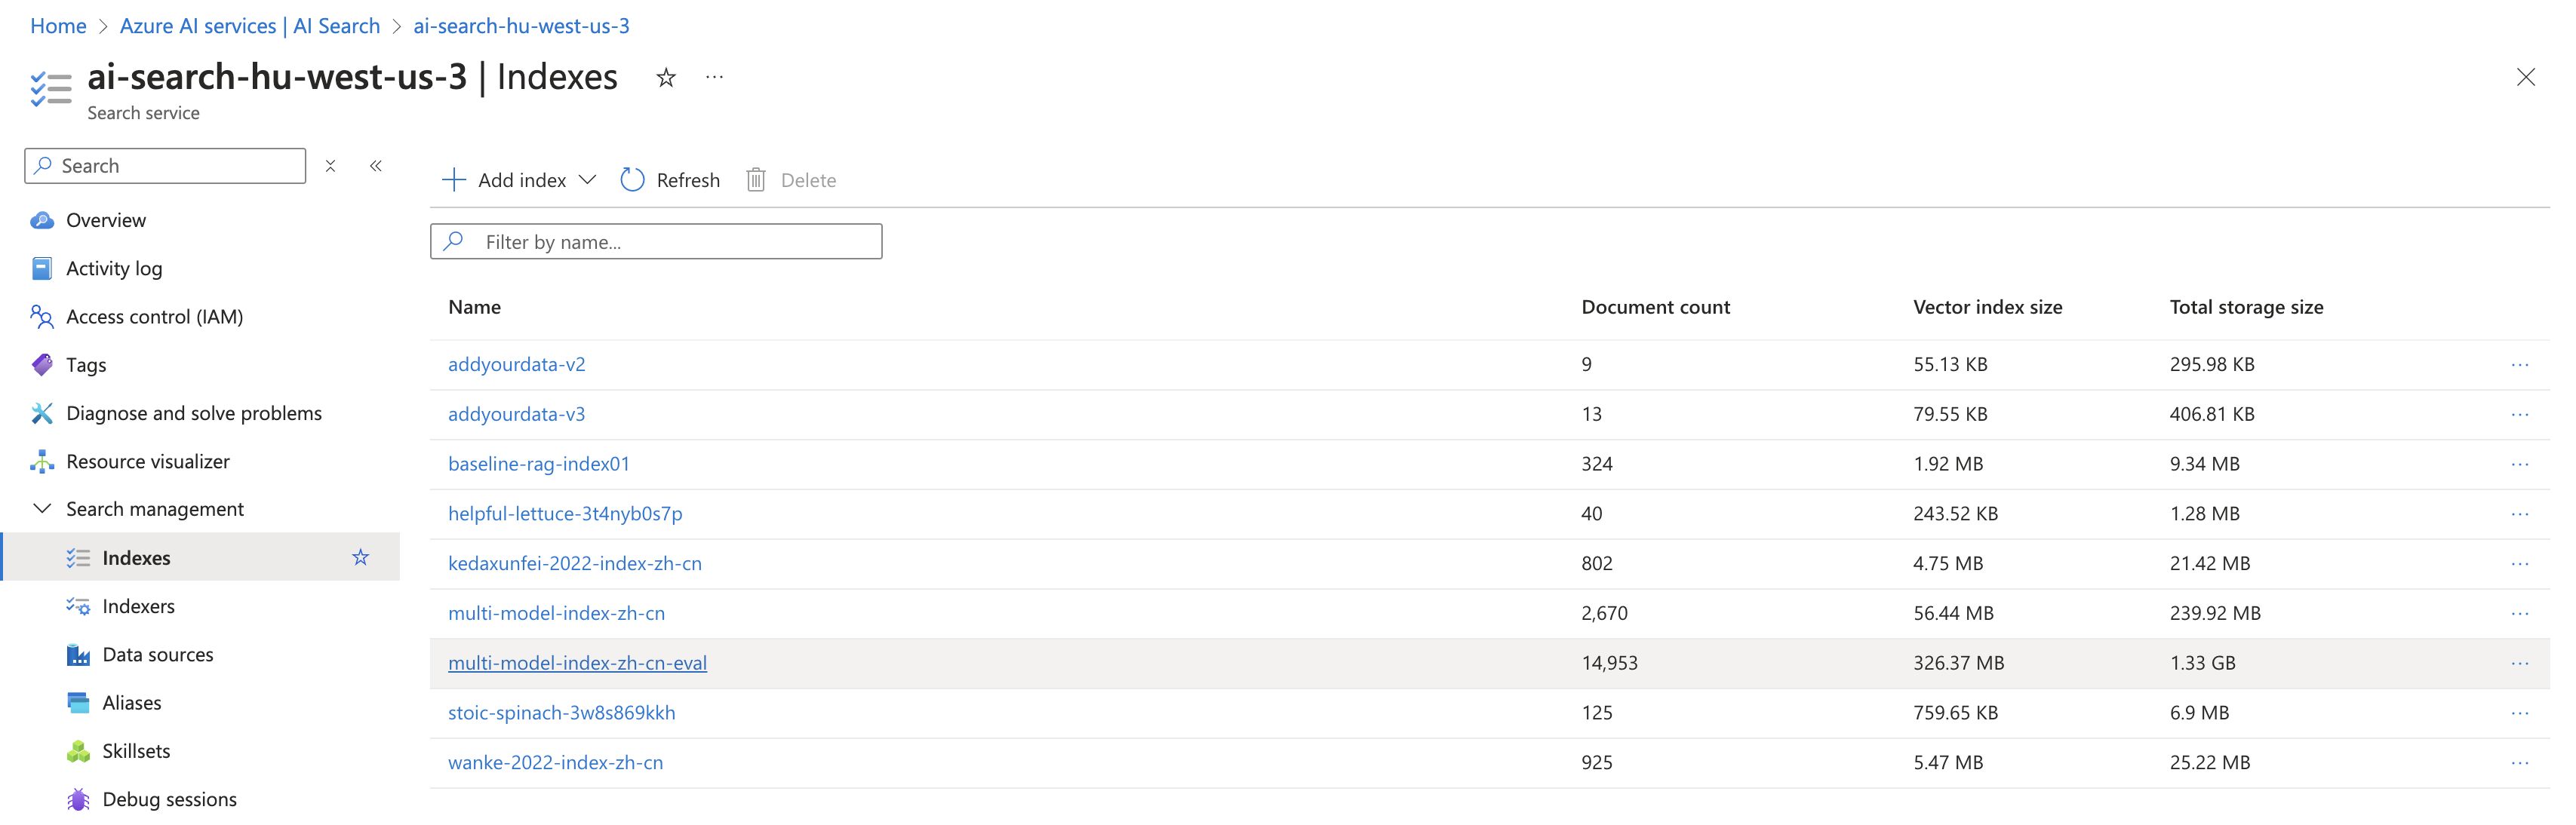 Home > Azure AI services | AI Search > ai-search-hu-west-us-3
ai-search-hu-west-us-3 | Indexes
Search service
Search
Add index Refresh Delete
Overview
Activity log
Access control (IAM)
Tags
Diagnose and solve problems
Resource visualizer
Search management
Indexes
Indexers
Data sources
Aliases
Skillsets
Debug sessions
Filter by name...
Name Document count Vector index size Total storage size
addyourdata-v2 9 55.13 KB 295.98 KB
addyourdata-v3 13 79.55 KB 406.81 KB
baseline-rag-index01 324 1.92 MB 9.34 MB
helpful-lettuce-3t4nyb0s7p 40 243.52 KB 1.28 MB
kedaxunfei-2022-index-zh-cn 802 4.75 MB 21.42 MB
multi-model-index-zh-cn 2,670 56.44 MB 239.92 MB
multi-model-index-zh-cn-eval 14,953 326.37 MB 1.33 GB
stoic-spinach-3w8s869kkh 125 759.65 KB 6.9 MB
wanke-2022-index-zh-cn 925 5.47 MB 25.22 MB